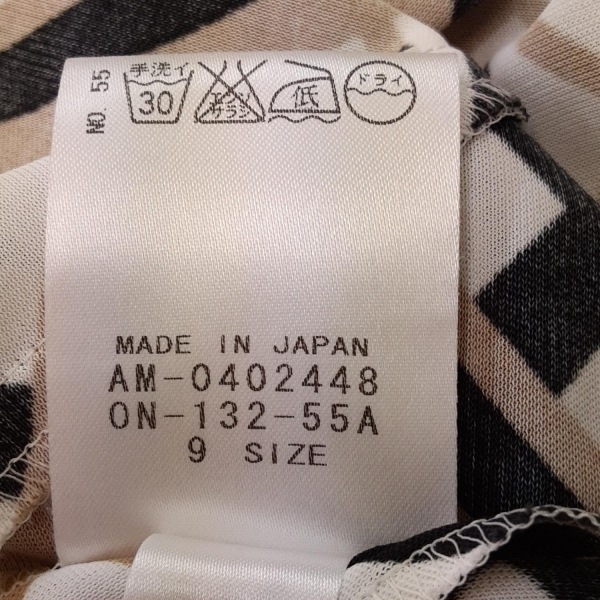 NO. 55
手洗イ
30
エンソ
サラシ
低
ドライ
MADE IN JAPAN
AM-0402448
ON-132-55A
9 SIZE